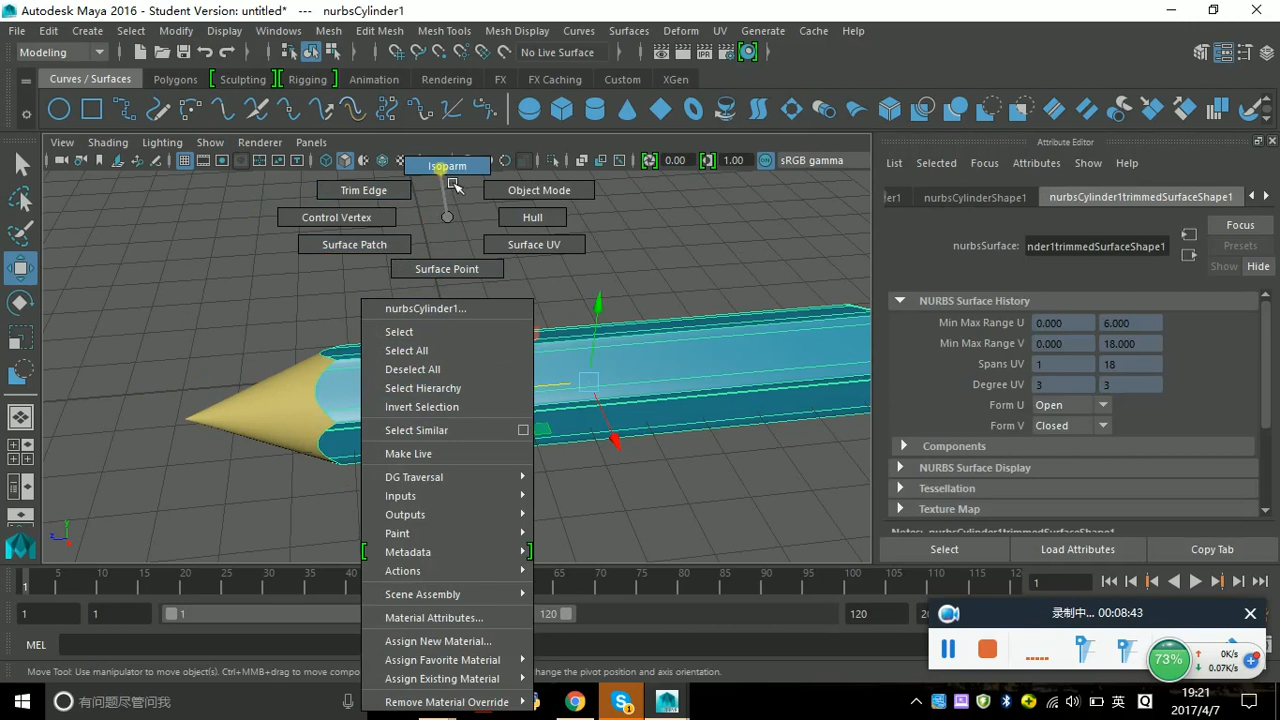 Autodesk Maya 2016 - Student Version: untitled* --- nurbsCylinder1
File Edit Create Select Modify Display Windows Mesh Edit Mesh Mesh Tools Mesh Display Curves Surfaces Deform UV Generate Cache Help
Modeling No Live Surface
Curves / Surfaces Polygons Sculpting Rigging Animation Rendering FX FX Caching Custom XGen
View Shading Lighting Show Renderer Panels
0.00 1.00 sRGB gamma
Isoparm
Trim Edge Object Mode
Control Vertex Hull
Surface Patch Surface UV
Surface Point
nurbsCylinder1...
Select
Select All
Deselect All
Select Hierarchy
Invert Selection
Select Similar
Make Live
DG Traversal
Inputs
Outputs
Paint
Metadata
Actions
Scene Assembly
Material Attributes...
Assign New Material...
Assign Favorite Material
Assign Existing Material
Remove Material Override
Attribute Editor
List Selected Focus Attributes Show Help
der1 nurbsCylinderShape1 nurbsCylinder1trimmedSurfaceShape1
Focus
nurbsSurface: nder1trimmedSurfaceShape1
Presets
Show Hide
NURBS Surface History
Min Max Range U 0.000 6.000
Min Max Range V 0.000 18.000
Spans UV 1 18
Degree UV 3 3
Form U Open
Form V Closed
Components
NURBS Surface Display
Tessellation
Texture Map
Select Load Attributes Copy Tab
5 10 15 20 25 30 35 65 70 75 80 85 90 95 100 105 110 115 120
1 1
1 1 1 120 120
录制中... 00:08:43
73% 0K/s
0.07K/s
MEL
Move Tool: Use manipulator to move object(s). Ctrl+MMB+drag to move
change the pivot position and axis orientation.
有问题尽管问
英
19:21
2017/4/7